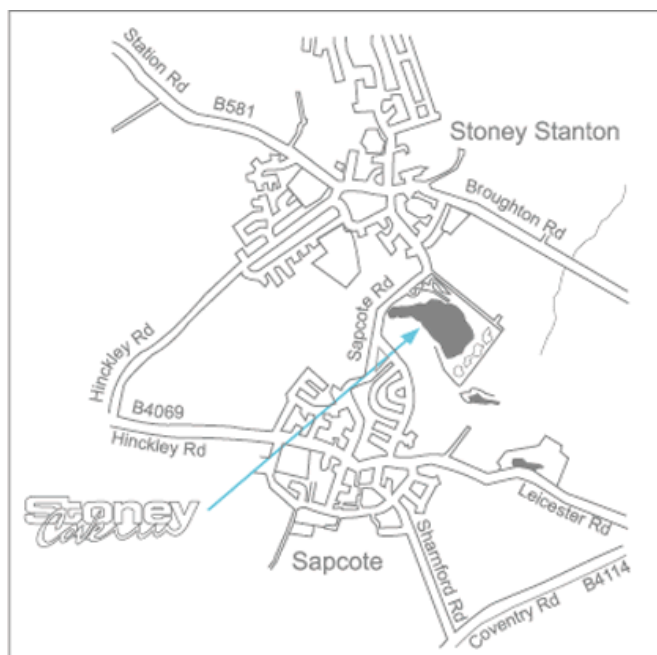 Station Rd
B581
Stoney Stanton
Broughton Rd
Sapcote Rd
Hinckley Rd
B4069
Hinckley Rd
Stoney
Cove
Leicester Rd
Sapcote
Sharnford Rd
B4114
Coventry Rd